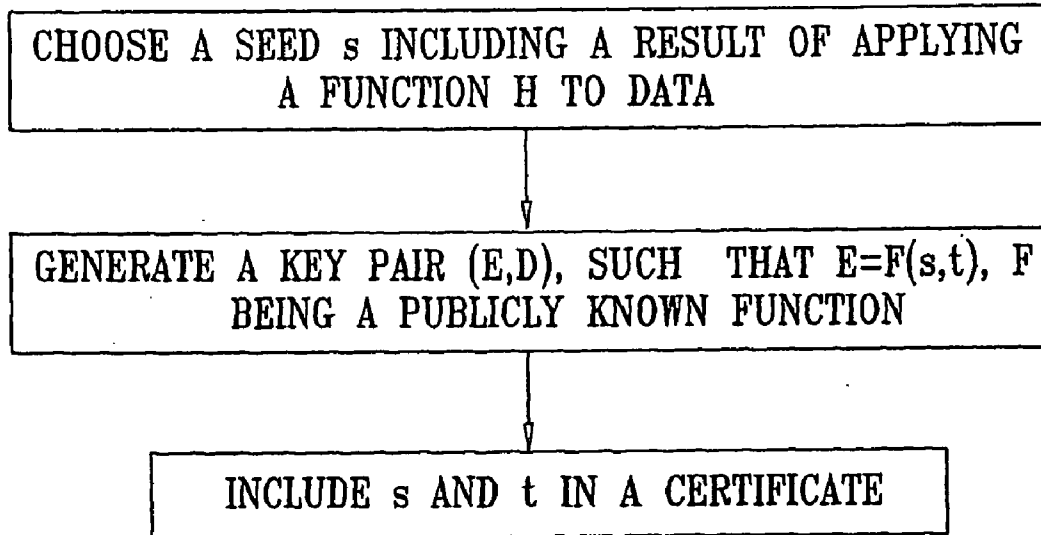 CHOOSE A SEED s INCLUDING A RESULT OF APPLYING
A FUNCTION H TO DATA
GENERATE A KEY PAIR (E,D), SUCH THAT E=F(s,t), F
BEING A PUBLICLY KNOWN FUNCTION
INCLUDE s AND t IN A CERTIFICATE